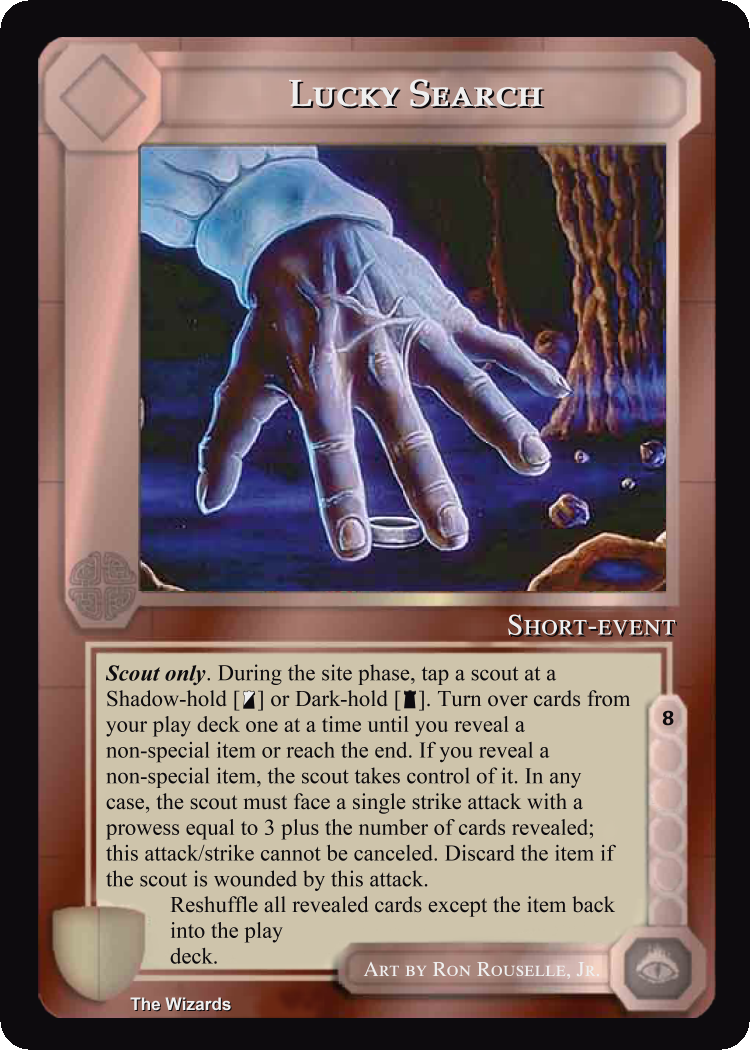 Lucky Search
Short-event
Scout only. During the site phase, tap a scout at a
Shadow-hold [] or Dark-hold []. Turn over cards from
your play deck one at a time until you reveal a
non-special item or reach the end. If you reveal a
non-special item, the scout takes control of it. In any
case, the scout must face a single strike attack with a
prowess equal to 3 plus the number of cards revealed;
this attack/strike cannot be canceled. Discard the item if
the scout is wounded by this attack.
Reshuffle all revealed cards except the item back
into the play
deck.
8
Art by Ron Rouselle, Jr.
The Wizards